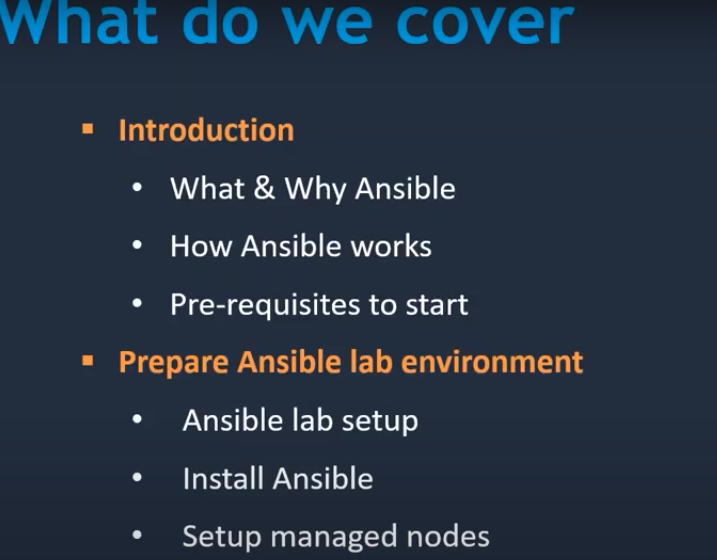 What do we cover
▪ Introduction
• What & Why Ansible
• How Ansible works
• Pre-requisites to start
▪ Prepare Ansible lab environment
• Ansible lab setup
• Install Ansible
• Setup managed nodes